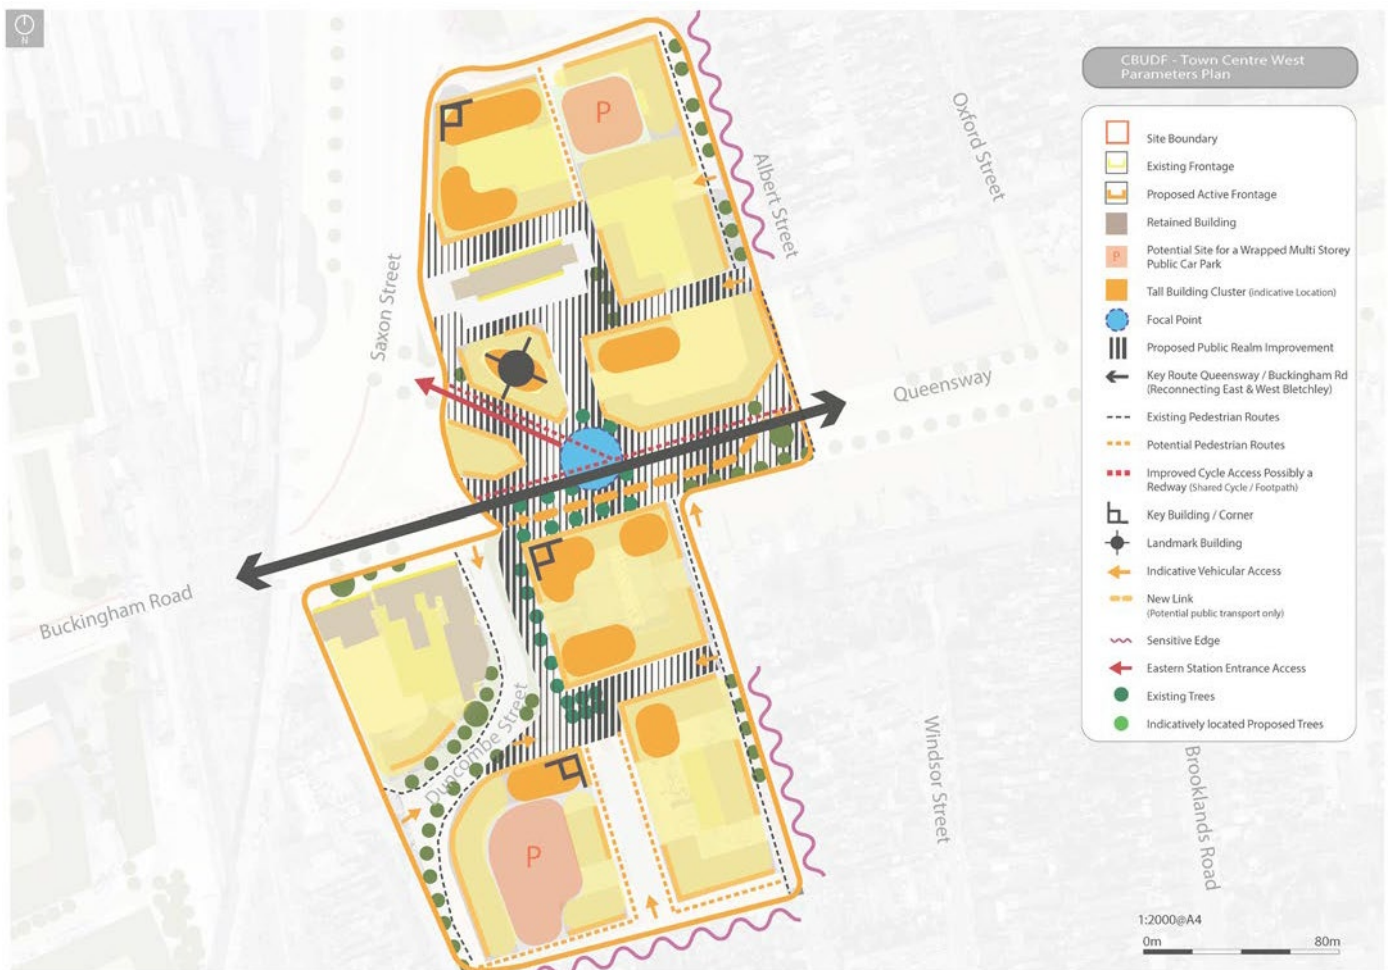 N
CBUDF - Town Centre West
Parameters Plan
Site Boundary
Existing Frontage
Proposed Active Frontage
Retained Building
P
Potential Site for a Wrapped Multi Storey
Public Car Park
Tall Building Cluster (indicative Location)
Focal Point
Proposed Public Realm Improvement
Key Route Queensway / Buckingham Rd
(Reconnecting East & West Bletchley)
Existing Pedestrian Routes
Potential Pedestrian Routes
Improved Cycle Access Possibly a
Redway (Shared Cycle / Footpath)
Key Building / Corner
Landmark Building
Indicative Vehicular Access
New Link
(Potential public transport only)
Sensitive Edge
Eastern Station Entrance Access
Existing Trees
Indicatively located Proposed Trees
P
Oxford Street
Albert Street
Saxon Street
Queensway
Buckingham Road
Duncombe Street
Windsor Street
Brooklands Road
P
1:2000@A4
0m 80m